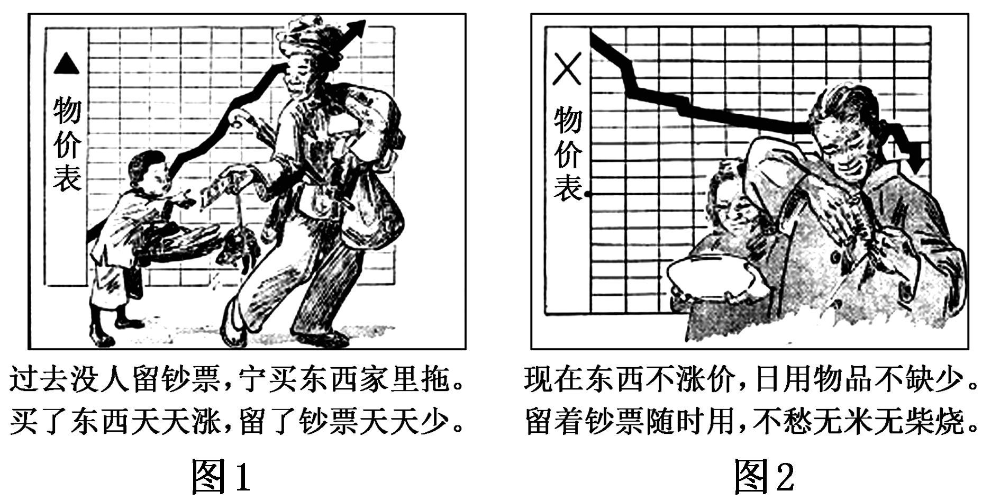 物价表
过去没人留钞票，宁买东西家里拖。
买了东西天天涨，留了钞票天天少。
图1
物价表
现在东西不涨价，日用物品不缺少。
留着钞票随时用，不愁无米无柴烧。
图2